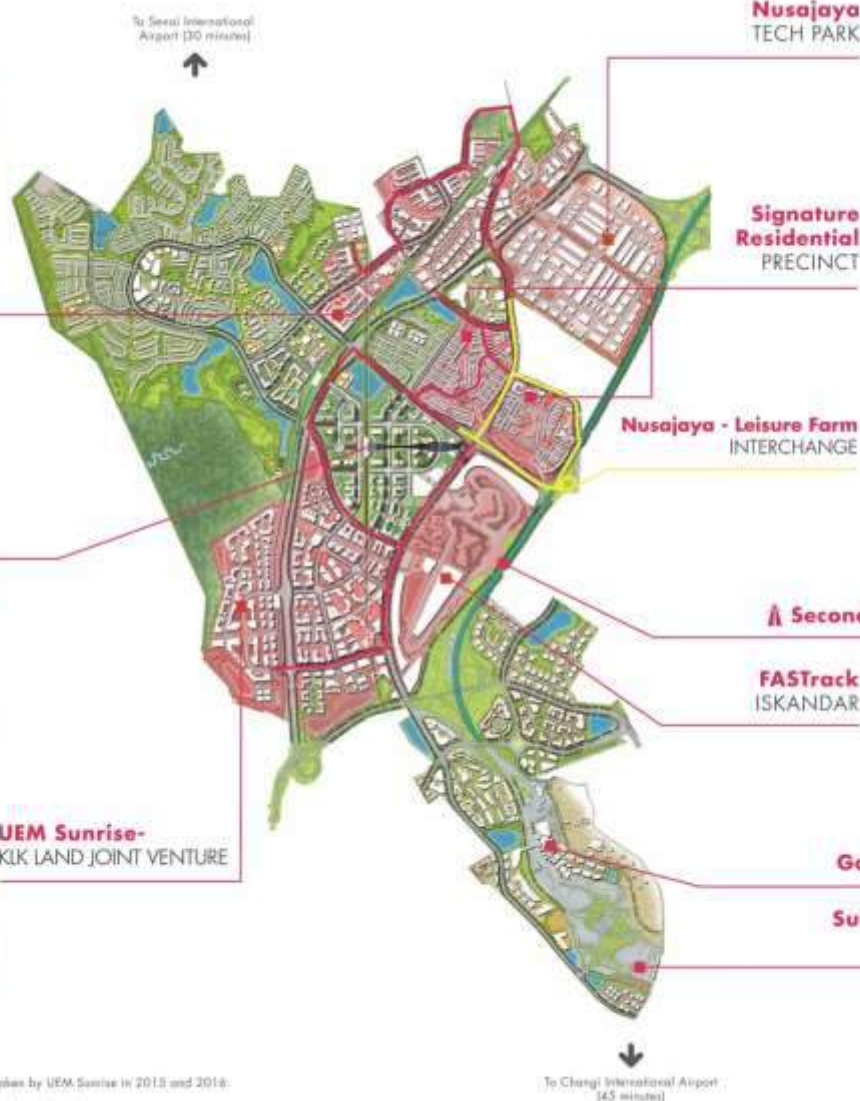 To Senai International
Airport (30 minutes)
Nusajaya
TECH PARK
Signature
Residential
PRECINCT
Nusajaya - Leisure Farm
INTERCHANGE
Second
FASTrack
ISKANDAR
UEM Sunrise-
KLK LAND JOINT VENTURE
Ga
Su
aken by UEM Sunrise in 2015 and 2016.
To Changi International Airport
(45 minutes)